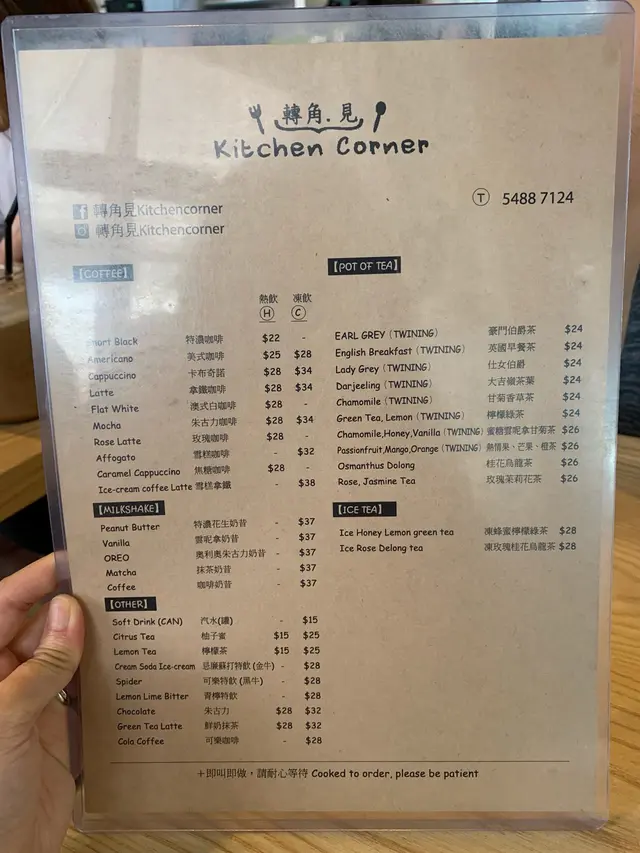 轉角.見
Kitchen Corner
轉角見Kitchencorner
轉角見Kitchencorner
Ⓣ 5488 7124
【COFFEE】
熱飲 凍飲
Ⓗ Ⓒ
Short Black 特濃咖啡 $22 -
Americano 美式咖啡 $25 $28
Cappuccino 卡布奇諾 $28 $34
Latte 拿鐵咖啡 $28 $34
Flat White 澳式白咖啡 $28 -
Mocha 朱古力咖啡 $28 $34
Rose Latte 玫瑰咖啡 $28 -
Affogato 雪糕咖啡 - $32
Caramel Cappuccino 焦糖咖啡 $28 -
Ice-cream coffee Latte 雪糕拿鐵 - $38
【MILKSHAKE】
Peanut Butter 特濃花生奶昔 - $37
Vanilla 雲呢拿奶昔 - $37
OREO 奧利奧朱古力奶昔 - $37
Matcha 抹茶奶昔 - $37
Coffee 咖啡奶昔 - $37
【OTHER】
Soft Drink (CAN) 汽水(罐) - $15
Citrus Tea 柚子蜜 $15 $25
Lemon Tea 檸檬茶 $15 $25
Cream Soda Ice-cream 忌廉蘇打特飲 (金牛) - $28
Spider 可樂特飲 (黑牛) - $28
Lemon Lime Bitter 青檸特飲 - $28
Chocolate 朱古力 $28 $32
Green Tea Latte 鮮奶抹茶 $28 $32
Cola Coffee 可樂咖啡 - $28
【POT OF TEA】
EARL GREY (TWINING) 豪門伯爵茶 $24
English Breakfast (TWINING) 英國早餐茶 $24
Lady Grey (TWINING) 仕女伯爵 $24
Darjeeling (TWINING) 大吉嶺茶葉 $24
Chamomile (TWINING) 甘菊香草茶 $24
Green Tea, Lemon (TWINING) 檸檬綠茶 $24
Chamomile,Honey,Vanilla (TWINING) 蜜糖雲呢拿甘菊茶 $26
Passionfruit,Mango,Orange (TWINING) 熱情果、芒果、橙茶 $26
Osmanthus Dolong 桂花烏龍茶 $26
Rose, Jasmine Tea 玫瑰茉莉花茶 $26
【ICE TEA】
Ice Honey Lemon green tea 凍蜂蜜檸檬綠茶 $28
Ice Rose Delong tea 凍玫瑰桂花烏龍茶 $28
＋即叫即做，請耐心等待 Cooked to order, please be patient